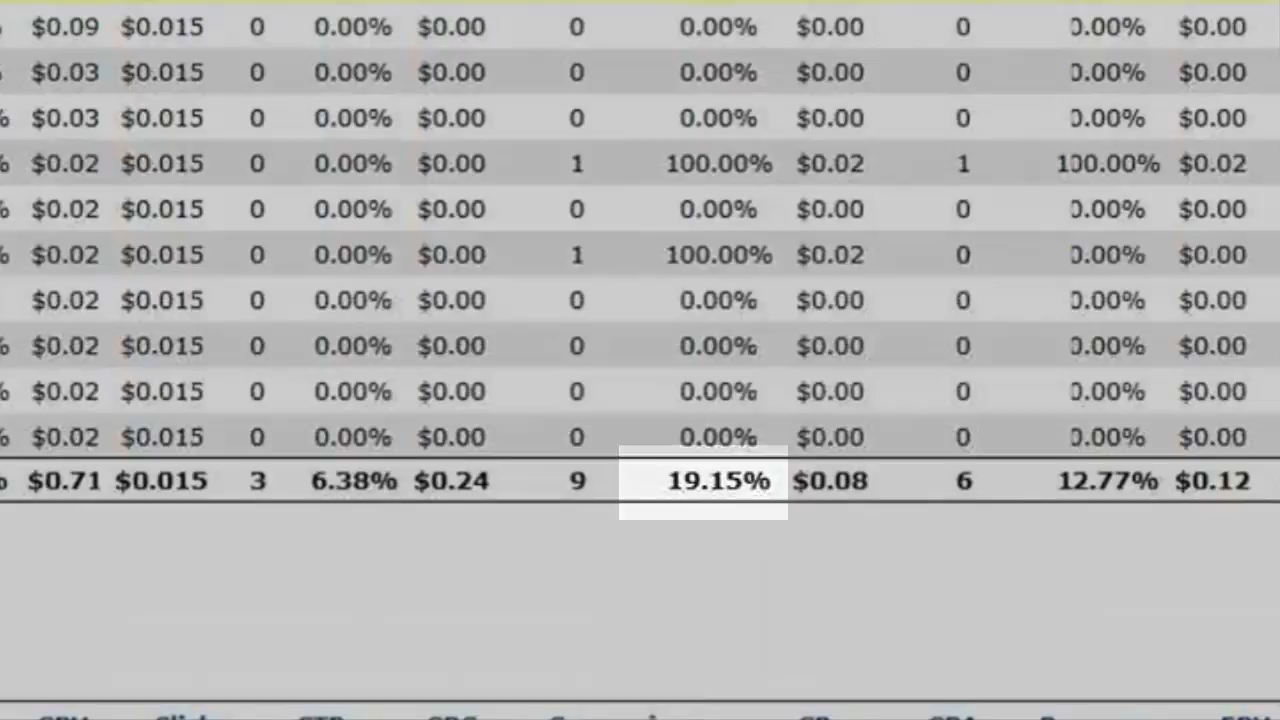 $0.09 $0.015 0 0.00% $0.00 0 0.00% $0.00 0 0.00% $0.00
$0.03 $0.015 0 0.00% $0.00 0 0.00% $0.00 0 0.00% $0.00
% $0.03 $0.015 0 0.00% $0.00 0 0.00% $0.00 0 0.00% $0.00
% $0.02 $0.015 0 0.00% $0.00 1 100.00% $0.02 1 100.00% $0.02
% $0.02 $0.015 0 0.00% $0.00 0 0.00% $0.00 0 0.00% $0.00
% $0.02 $0.015 0 0.00% $0.00 1 100.00% $0.02 0 0.00% $0.00
$0.02 $0.015 0 0.00% $0.00 0 0.00% $0.00 0 0.00% $0.00
% $0.02 $0.015 0 0.00% $0.00 0 0.00% $0.00 0 0.00% $0.00
% $0.02 $0.015 0 0.00% $0.00 0 0.00% $0.00 0 0.00% $0.00
% $0.02 $0.015 0 0.00% $0.00 0 0.00% $0.00 0 0.00% $0.00
% $0.71 $0.015 3 6.38% $0.24 9 19.15% $0.08 6 12.77% $0.12